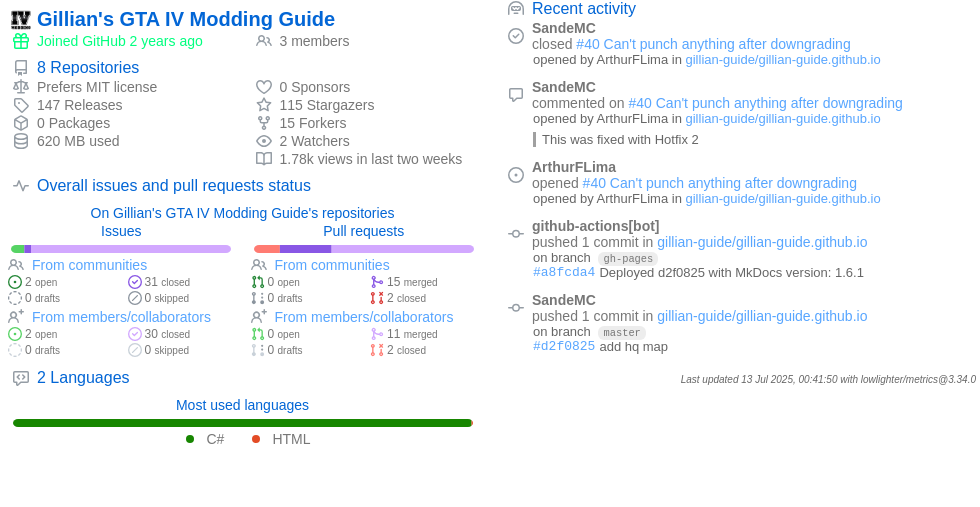 Gillian's GTA IV Modding Guide
Joined GitHub 2 years ago
3 members
8 Repositories
Prefers MIT license
147 Releases
0 Packages
620 MB used
0 Sponsors
115 Stargazers
15 Forkers
2 Watchers
1.78k views in last two weeks
Overall issues and pull requests status
On Gillian's GTA IV Modding Guide's repositories
Issues
From communities
2 open
31 closed
0 drafts
0 skipped
From members/collaborators
2 open
30 closed
0 drafts
0 skipped
Pull requests
From communities
0 open
15 merged
0 drafts
2 closed
From members/collaborators
0 open
11 merged
0 drafts
2 closed
2 Languages
Most used languages
C#
HTML
Recent activity
SandeMC
closed #40 Can't punch anything after downgrading
opened by ArthurFLima in gillian-guide/gillian-guide.github.io
SandeMC
commented on #40 Can't punch anything after downgrading
opened by ArthurFLima in gillian-guide/gillian-guide.github.io
This was fixed with Hotfix 2
ArthurFLima
opened #40 Can't punch anything after downgrading
opened by ArthurFLima in gillian-guide/gillian-guide.github.io
github-actions[bot]
pushed 1 commit in gillian-guide/gillian-guide.github.io
on branch gh-pages
#a8fcda4 Deployed d2f0825 with MkDocs version: 1.6.1
SandeMC
pushed 1 commit in gillian-guide/gillian-guide.github.io
on branch master
#d2f0825 add hq map
Last updated 13 Jul 2025, 00:41:50 with lowlighter/metrics@3.34.0